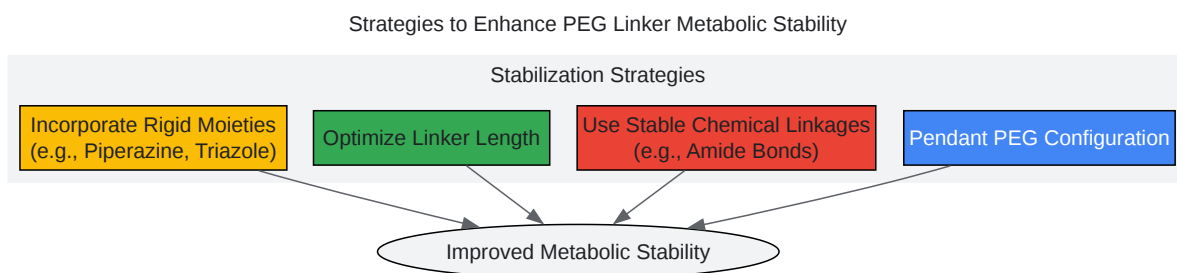 Strategies to Enhance PEG Linker Metabolic Stability
Stabilization Strategies
Incorporate Rigid Moieties
(e.g., Piperazine, Triazole)
Optimize Linker Length
Use Stable Chemical Linkages
(e.g., Amide Bonds)
Pendant PEG Configuration
Improved Metabolic Stability